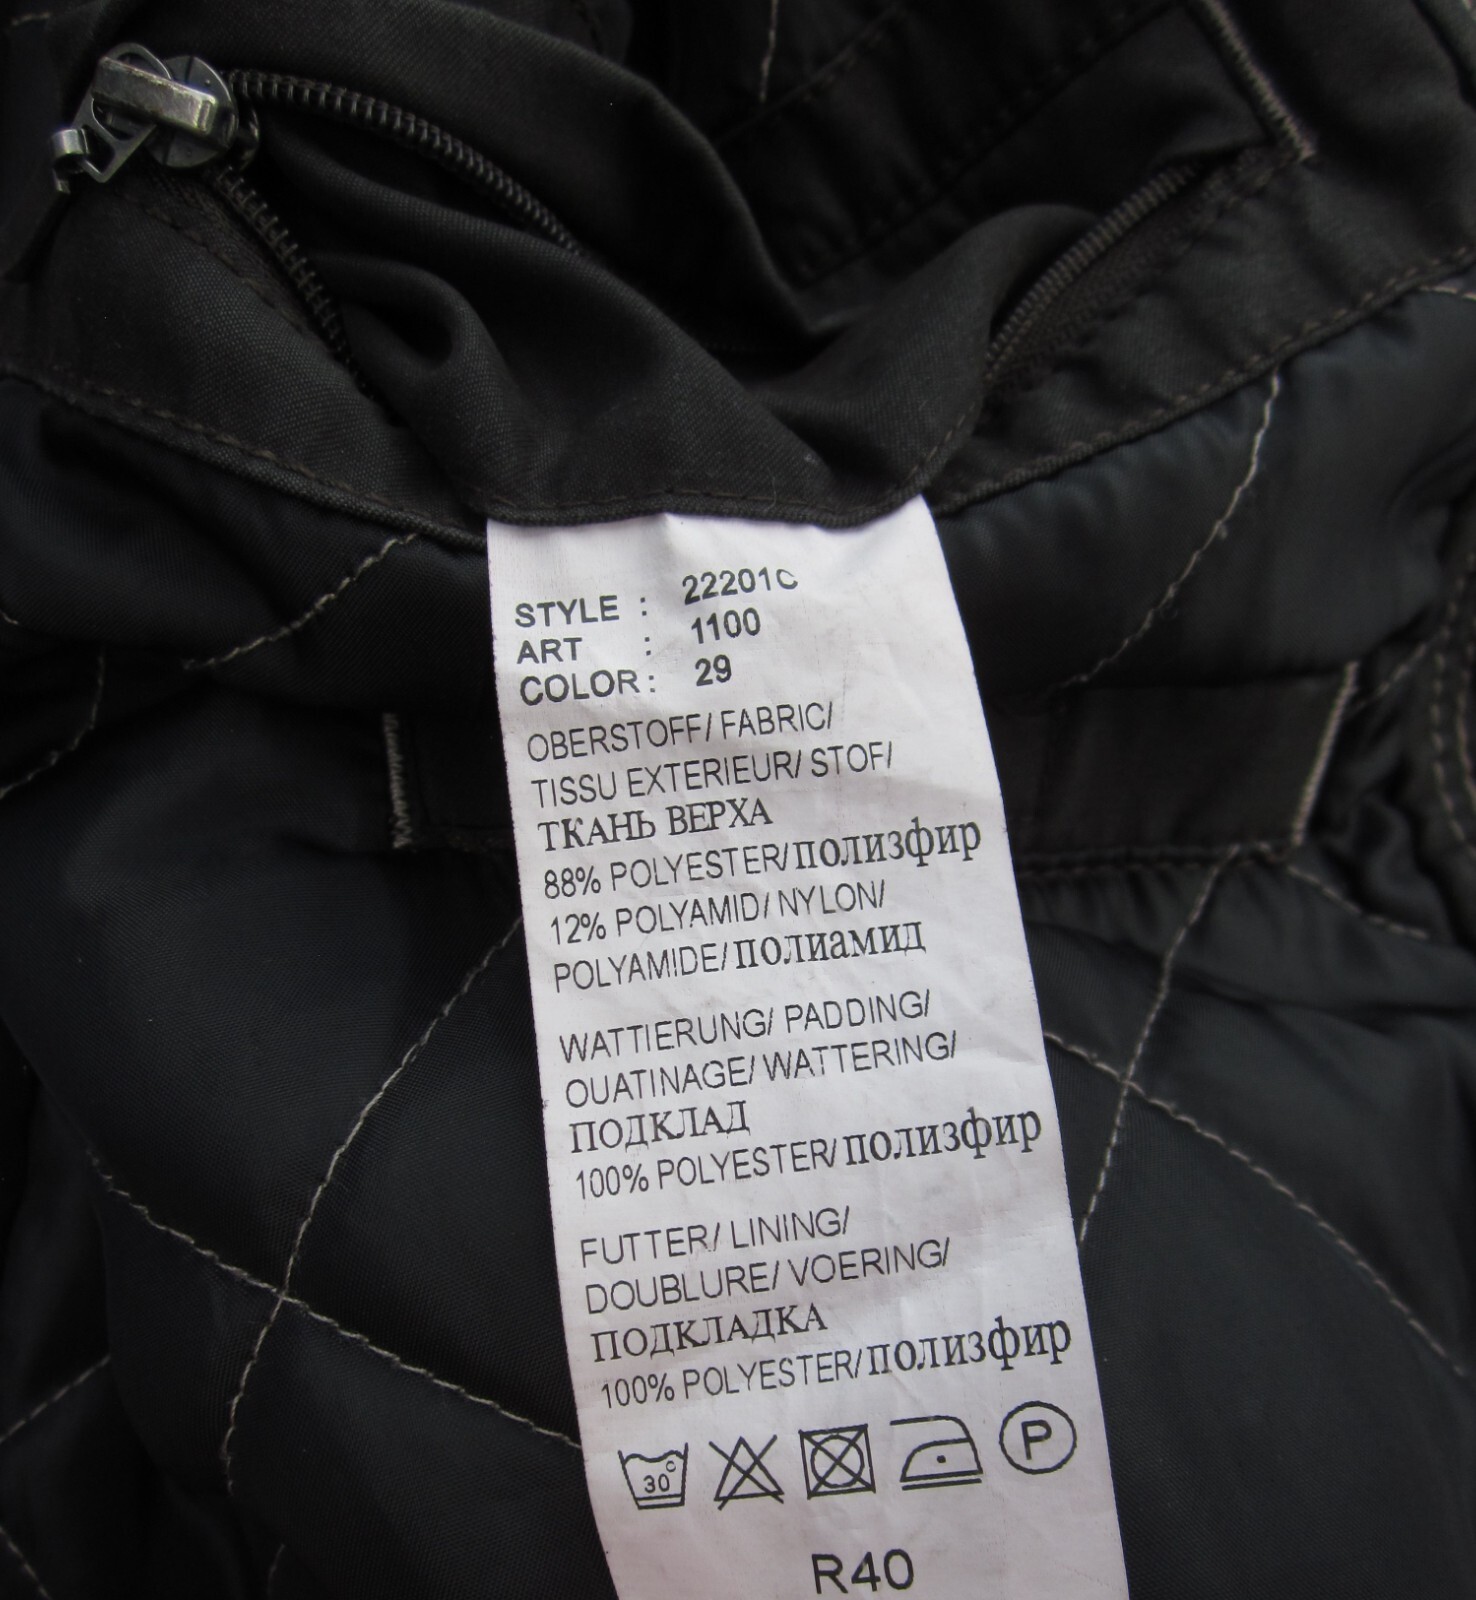 STYLE : 22201C
ART : 1100
COLOR : 29
OBERSTOFF/ FABRIC/
TISSU EXTERIEUR/ STOF/
ТКАНЬ ВЕРХА
88% POLYESTER/полизфир
12% POLYAMID/ NYLON/
POLYAMIDE/полиамид
WATTIERUNG/ PADDING/
OUATINAGE/ WATTERING/
ПОДКЛАД
100% POLYESTER/полизфир
FUTTER/ LINING/
DOUBLURE/ VOERING/
ПОДКЛАДКА
100% POLYESTER/полизфир
30°C P
R40